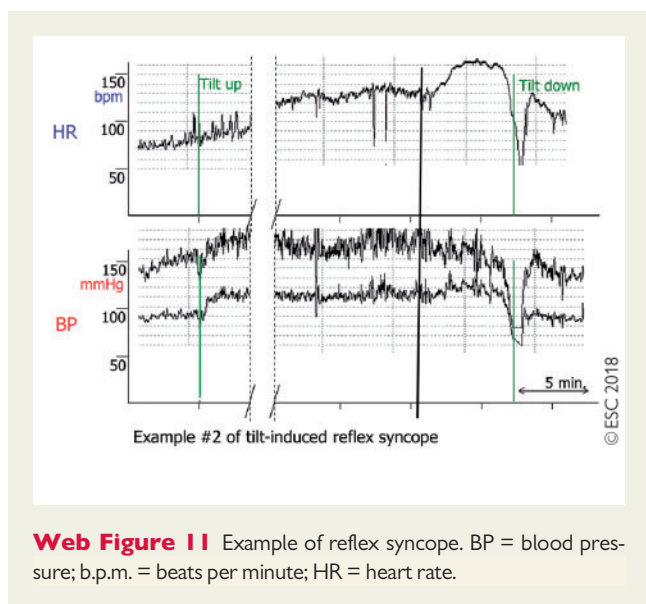 150
bpm
Tilt up
Tilt down
HR
100
50
150
mmHg
BP
100
50
5 min.
© ESC 2018
Example #2 of tilt-induced reflex syncope
Web Figure 11 Example of reflex syncope. BP = blood pres-
sure; b.p.m. = beats per minute; HR = heart rate.